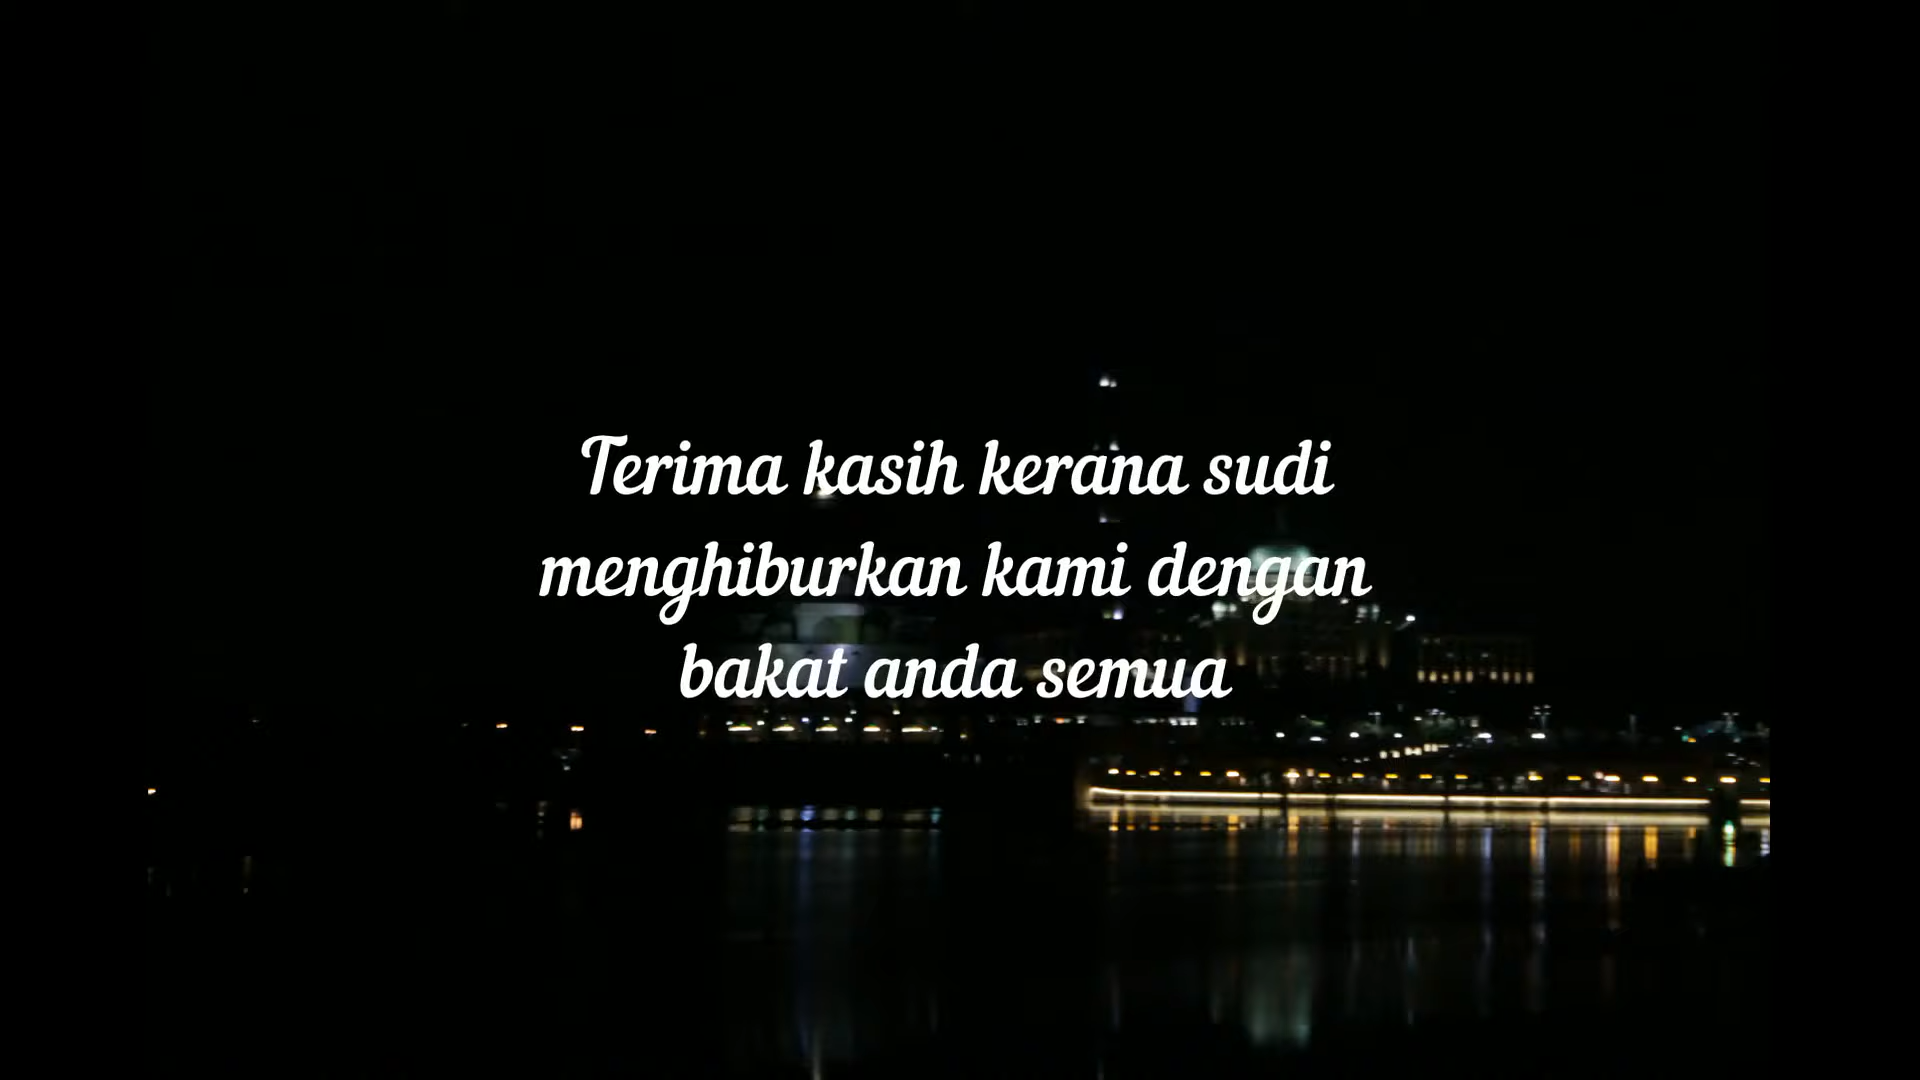 Terima kasih kerana sudi
menghiburkan kami dengan
bakat anda semua